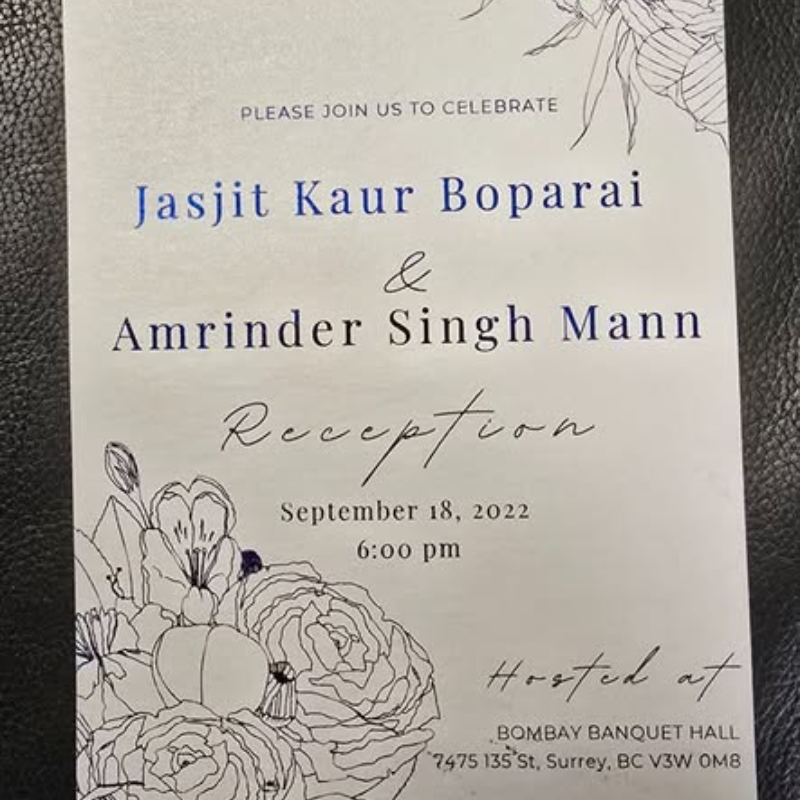 PLEASE JOIN US TO CELEBRATE
Jasjit Kaur Boparai
&
Amrinder Singh Mann
Reception
September 18, 2022
6:00 pm
Hosted at
BOMBAY BANQUET HALL
7475 135 St, Surrey, BC V3W 0M8